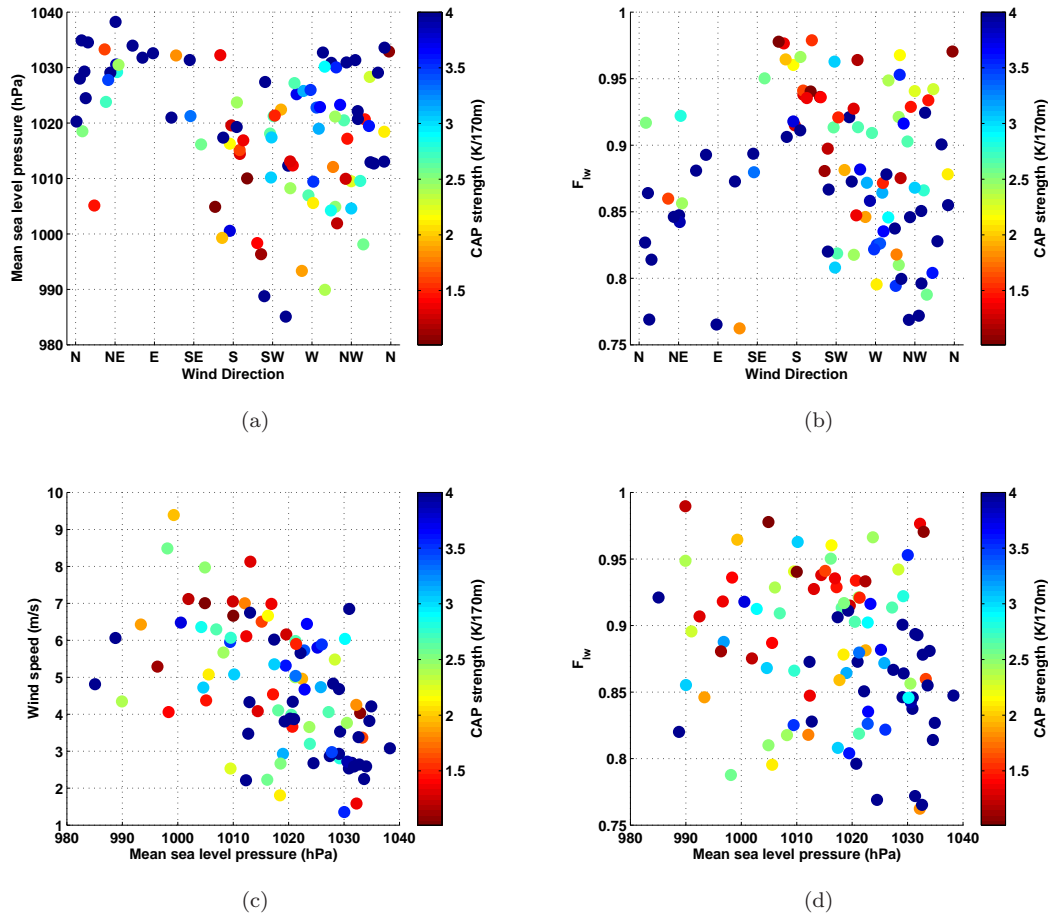 1040
1030
1020
1010
1000
990
980
Mean sea level pressure (hPa)
N NE E SE S SW W NW N
Wind Direction
4
3.5
3
2.5
2
1.5
CAP strength (K/170m)
(a)
1
0.95
0.9
0.85
0.8
0.75
F_lw
N NE E SE S SW W NW N
Wind Direction
4
3.5
3
2.5
2
1.5
CAP strength (K/170m)
(b)
10
9
8
7
6
5
4
3
2
1
Wind speed (m/s)
980 990 1000 1010 1020 1030 1040
Mean sea level pressure (hPa)
4
3.5
3
2.5
2
1.5
CAP strength (K/170m)
(c)
1
0.95
0.9
0.85
0.8
0.75
F_lw
980 990 1000 1010 1020 1030 1040
Mean sea level pressure (hPa)
4
3.5
3
2.5
2
1.5
CAP strength (K/170m)
(d)